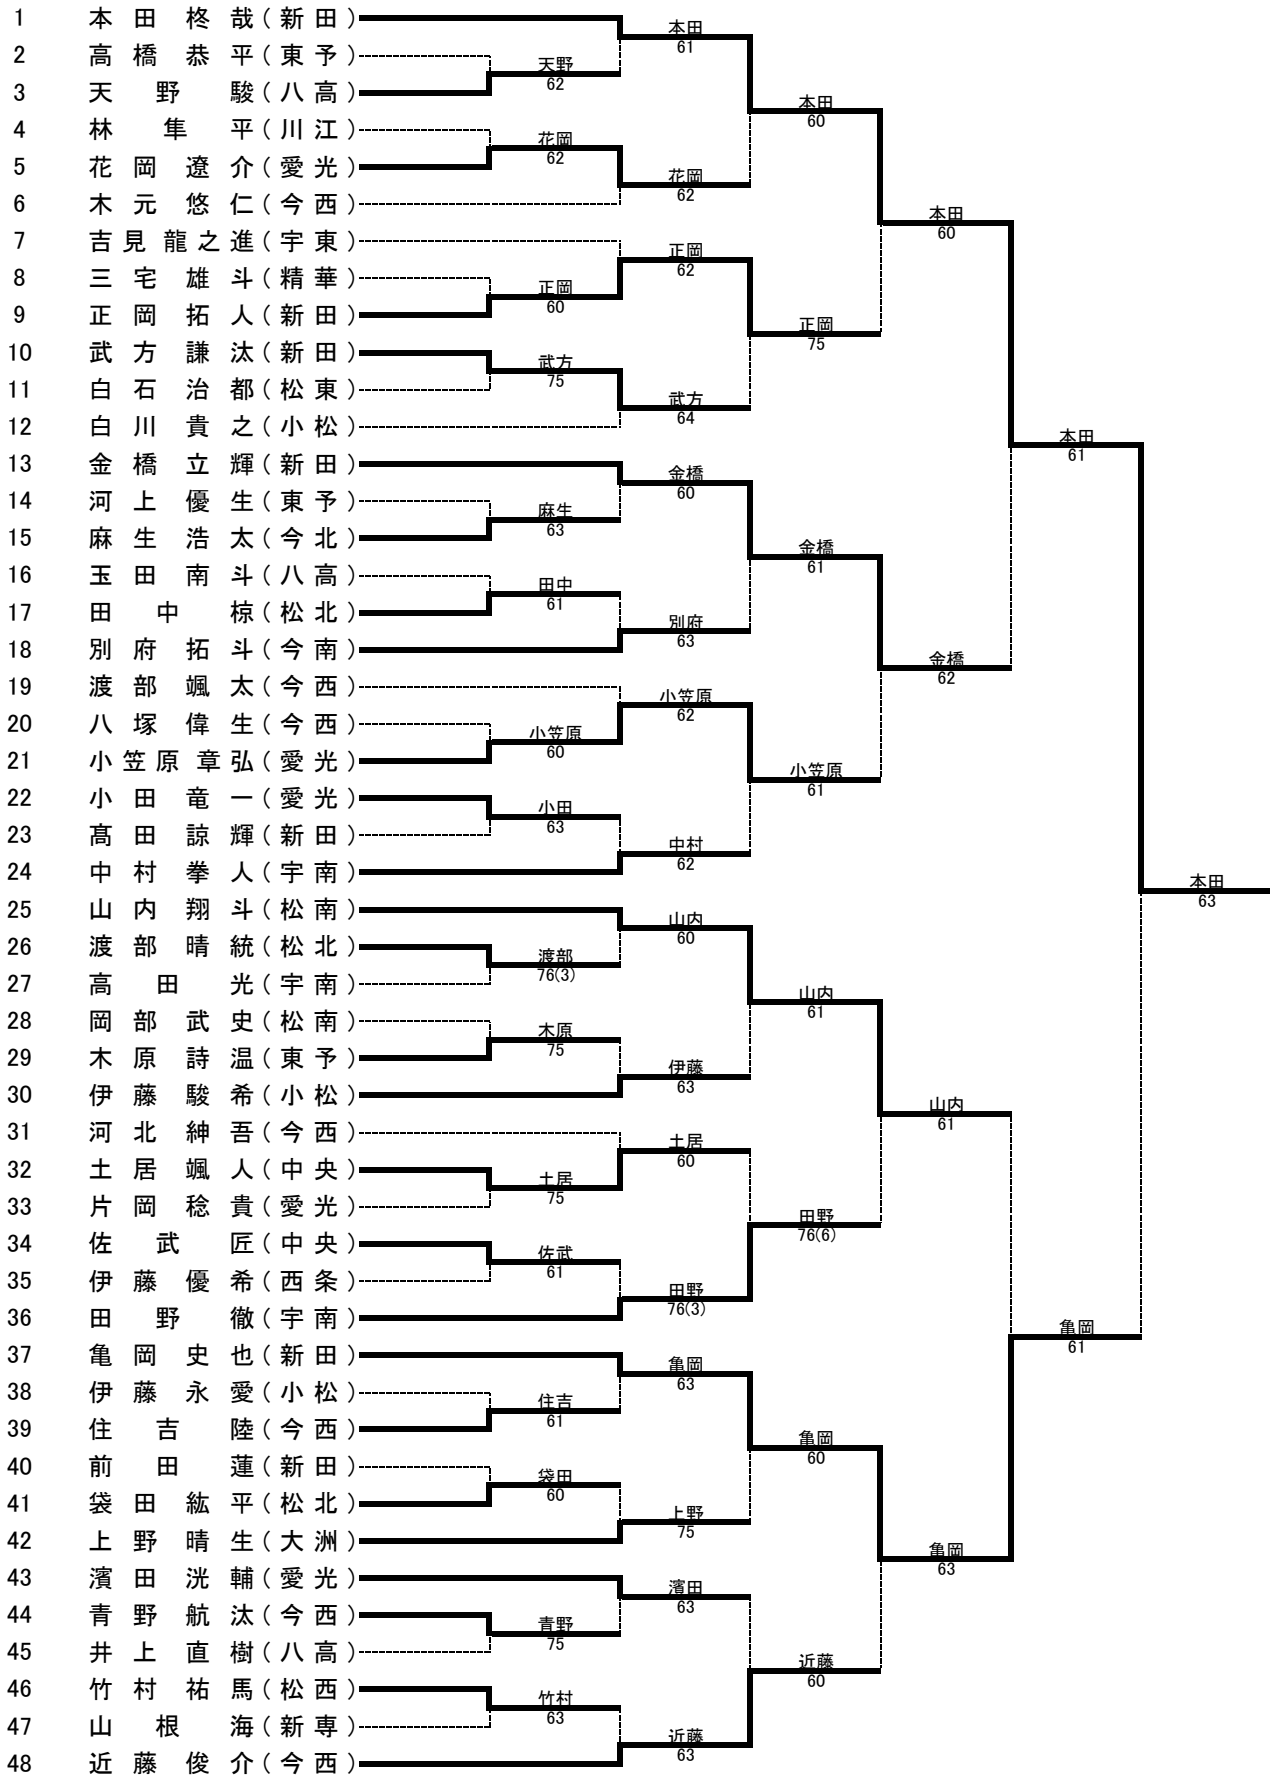 1 本田柊哉(新田)
2 高橋恭平(東予)
3 天野駿(八高)
4 林隼平(川江)
5 花岡遼介(愛光)
6 木元悠仁(今西)
7 吉見龍之進(宇東)
8 三宅雄斗(精華)
9 正岡拓人(新田)
10 武方謙汰(新田)
11 白石治都(松東)
12 白川貴之(小松)
13 金橋立輝(新田)
14 河上優生(東予)
15 麻生浩太(今北)
16 玉田南斗(八高)
17 田中椋(松北)
18 別府拓斗(今南)
19 渡部颯太(今西)
20 八塚偉生(今西)
21 小笠原章弘(愛光)
22 小田竜一(愛光)
23 髙田諒輝(新田)
24 中村拳人(宇南)
25 山内翔斗(松南)
26 渡部晴統(松北)
27 高田光(宇南)
28 岡部武史(松南)
29 木原詩温(東予)
30 伊藤駿希(小松)
31 河北紳吾(今西)
32 土居颯人(中央)
33 片岡稔貴(愛光)
34 佐武匠(中央)
35 伊藤優希(西条)
36 田野徹(宇南)
37 亀岡史也(新田)
38 伊藤永愛(小松)
39 住吉陸(今西)
40 前田蓮(新田)
41 袋田紘平(松北)
42 上野晴生(大洲)
43 濱田洸輔(愛光)
44 青野航汰(今西)
45 井上直樹(八高)
46 竹村祐馬(松西)
47 山根海(新専)
48 近藤俊介(今西)
天野
62
花岡
62
正岡
60
武方
75
麻生
63
田中
61
小笠原
60
小田
63
渡部
76(3)
木原
75
土居
75
佐武
61
住吉
61
袋田
60
青野
75
竹村
63
本田
61
花岡
62
正岡
62
武方
64
金橋
60
別府
63
小笠原
62
中村
62
山内
60
伊藤
63
土居
60
田野
76(3)
亀岡
63
上野
75
濱田
63
近藤
63
本田
60
正岡
75
金橋
61
小笠原
61
山内
61
田野
76(6)
亀岡
60
近藤
60
本田
60
金橋
62
山内
61
亀岡
63
本田
61
亀岡
61
本田
63